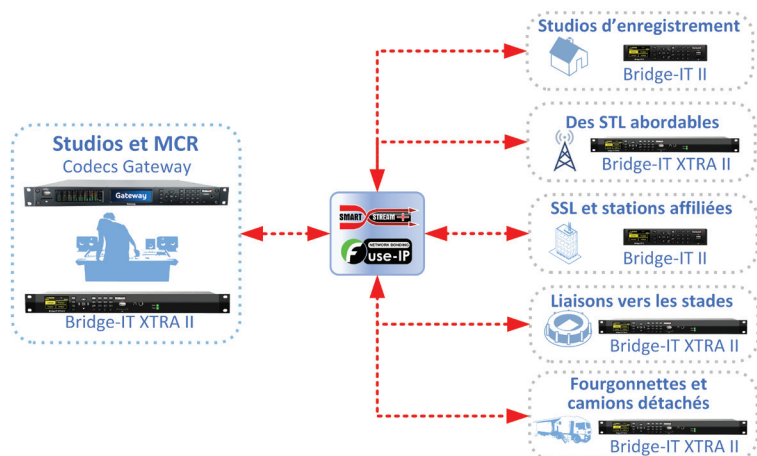 Studios et MCR
Codecs Gateway
Gateway
Bridge-IT XTRA II
SMART STREAM +
NETWORK BONDING
Fuse-IP
Studios d’enregistrement
Bridge-IT II
Des STL abordables
Bridge-IT XTRA II
SSL et stations affiliées
Bridge-IT II
Liaisons vers les stades
Bridge-IT XTRA II
Fourgonnettes et
camions détachés
Bridge-IT XTRA II